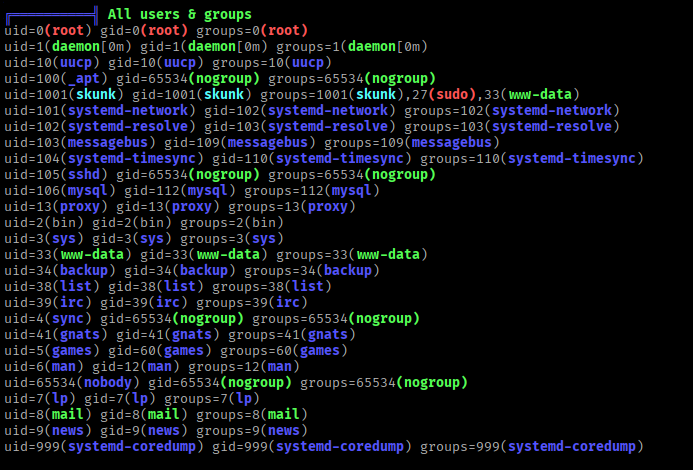 ╔══════════╣ All users & groups
uid=0(root) gid=0(root) groups=0(root)
uid=1(daemon[0m) gid=1(daemon[0m) groups=1(daemon[0m)
uid=10(uucp) gid=10(uucp) groups=10(uucp)
uid=100(_apt) gid=65534(nogroup) groups=65534(nogroup)
uid=1001(skunk) gid=1001(skunk) groups=1001(skunk),27(sudo),33(www-data)
uid=101(systemd-network) gid=102(systemd-network) groups=102(systemd-network)
uid=102(systemd-resolve) gid=103(systemd-resolve) groups=103(systemd-resolve)
uid=103(messagebus) gid=109(messagebus) groups=109(messagebus)
uid=104(systemd-timesync) gid=110(systemd-timesync) groups=110(systemd-timesync)
uid=105(sshd) gid=65534(nogroup) groups=65534(nogroup)
uid=106(mysql) gid=112(mysql) groups=112(mysql)
uid=13(proxy) gid=13(proxy) groups=13(proxy)
uid=2(bin) gid=2(bin) groups=2(bin)
uid=3(sys) gid=3(sys) groups=3(sys)
uid=33(www-data) gid=33(www-data) groups=33(www-data)
uid=34(backup) gid=34(backup) groups=34(backup)
uid=38(list) gid=38(list) groups=38(list)
uid=39(irc) gid=39(irc) groups=39(irc)
uid=4(sync) gid=65534(nogroup) groups=65534(nogroup)
uid=41(gnats) gid=41(gnats) groups=41(gnats)
uid=5(games) gid=60(games) groups=60(games)
uid=6(man) gid=12(man) groups=12(man)
uid=65534(nobody) gid=65534(nogroup) groups=65534(nogroup)
uid=7(lp) gid=7(lp) groups=7(lp)
uid=8(mail) gid=8(mail) groups=8(mail)
uid=9(news) gid=9(news) groups=9(news)
uid=999(systemd-coredump) gid=999(systemd-coredump) groups=999(systemd-coredump)